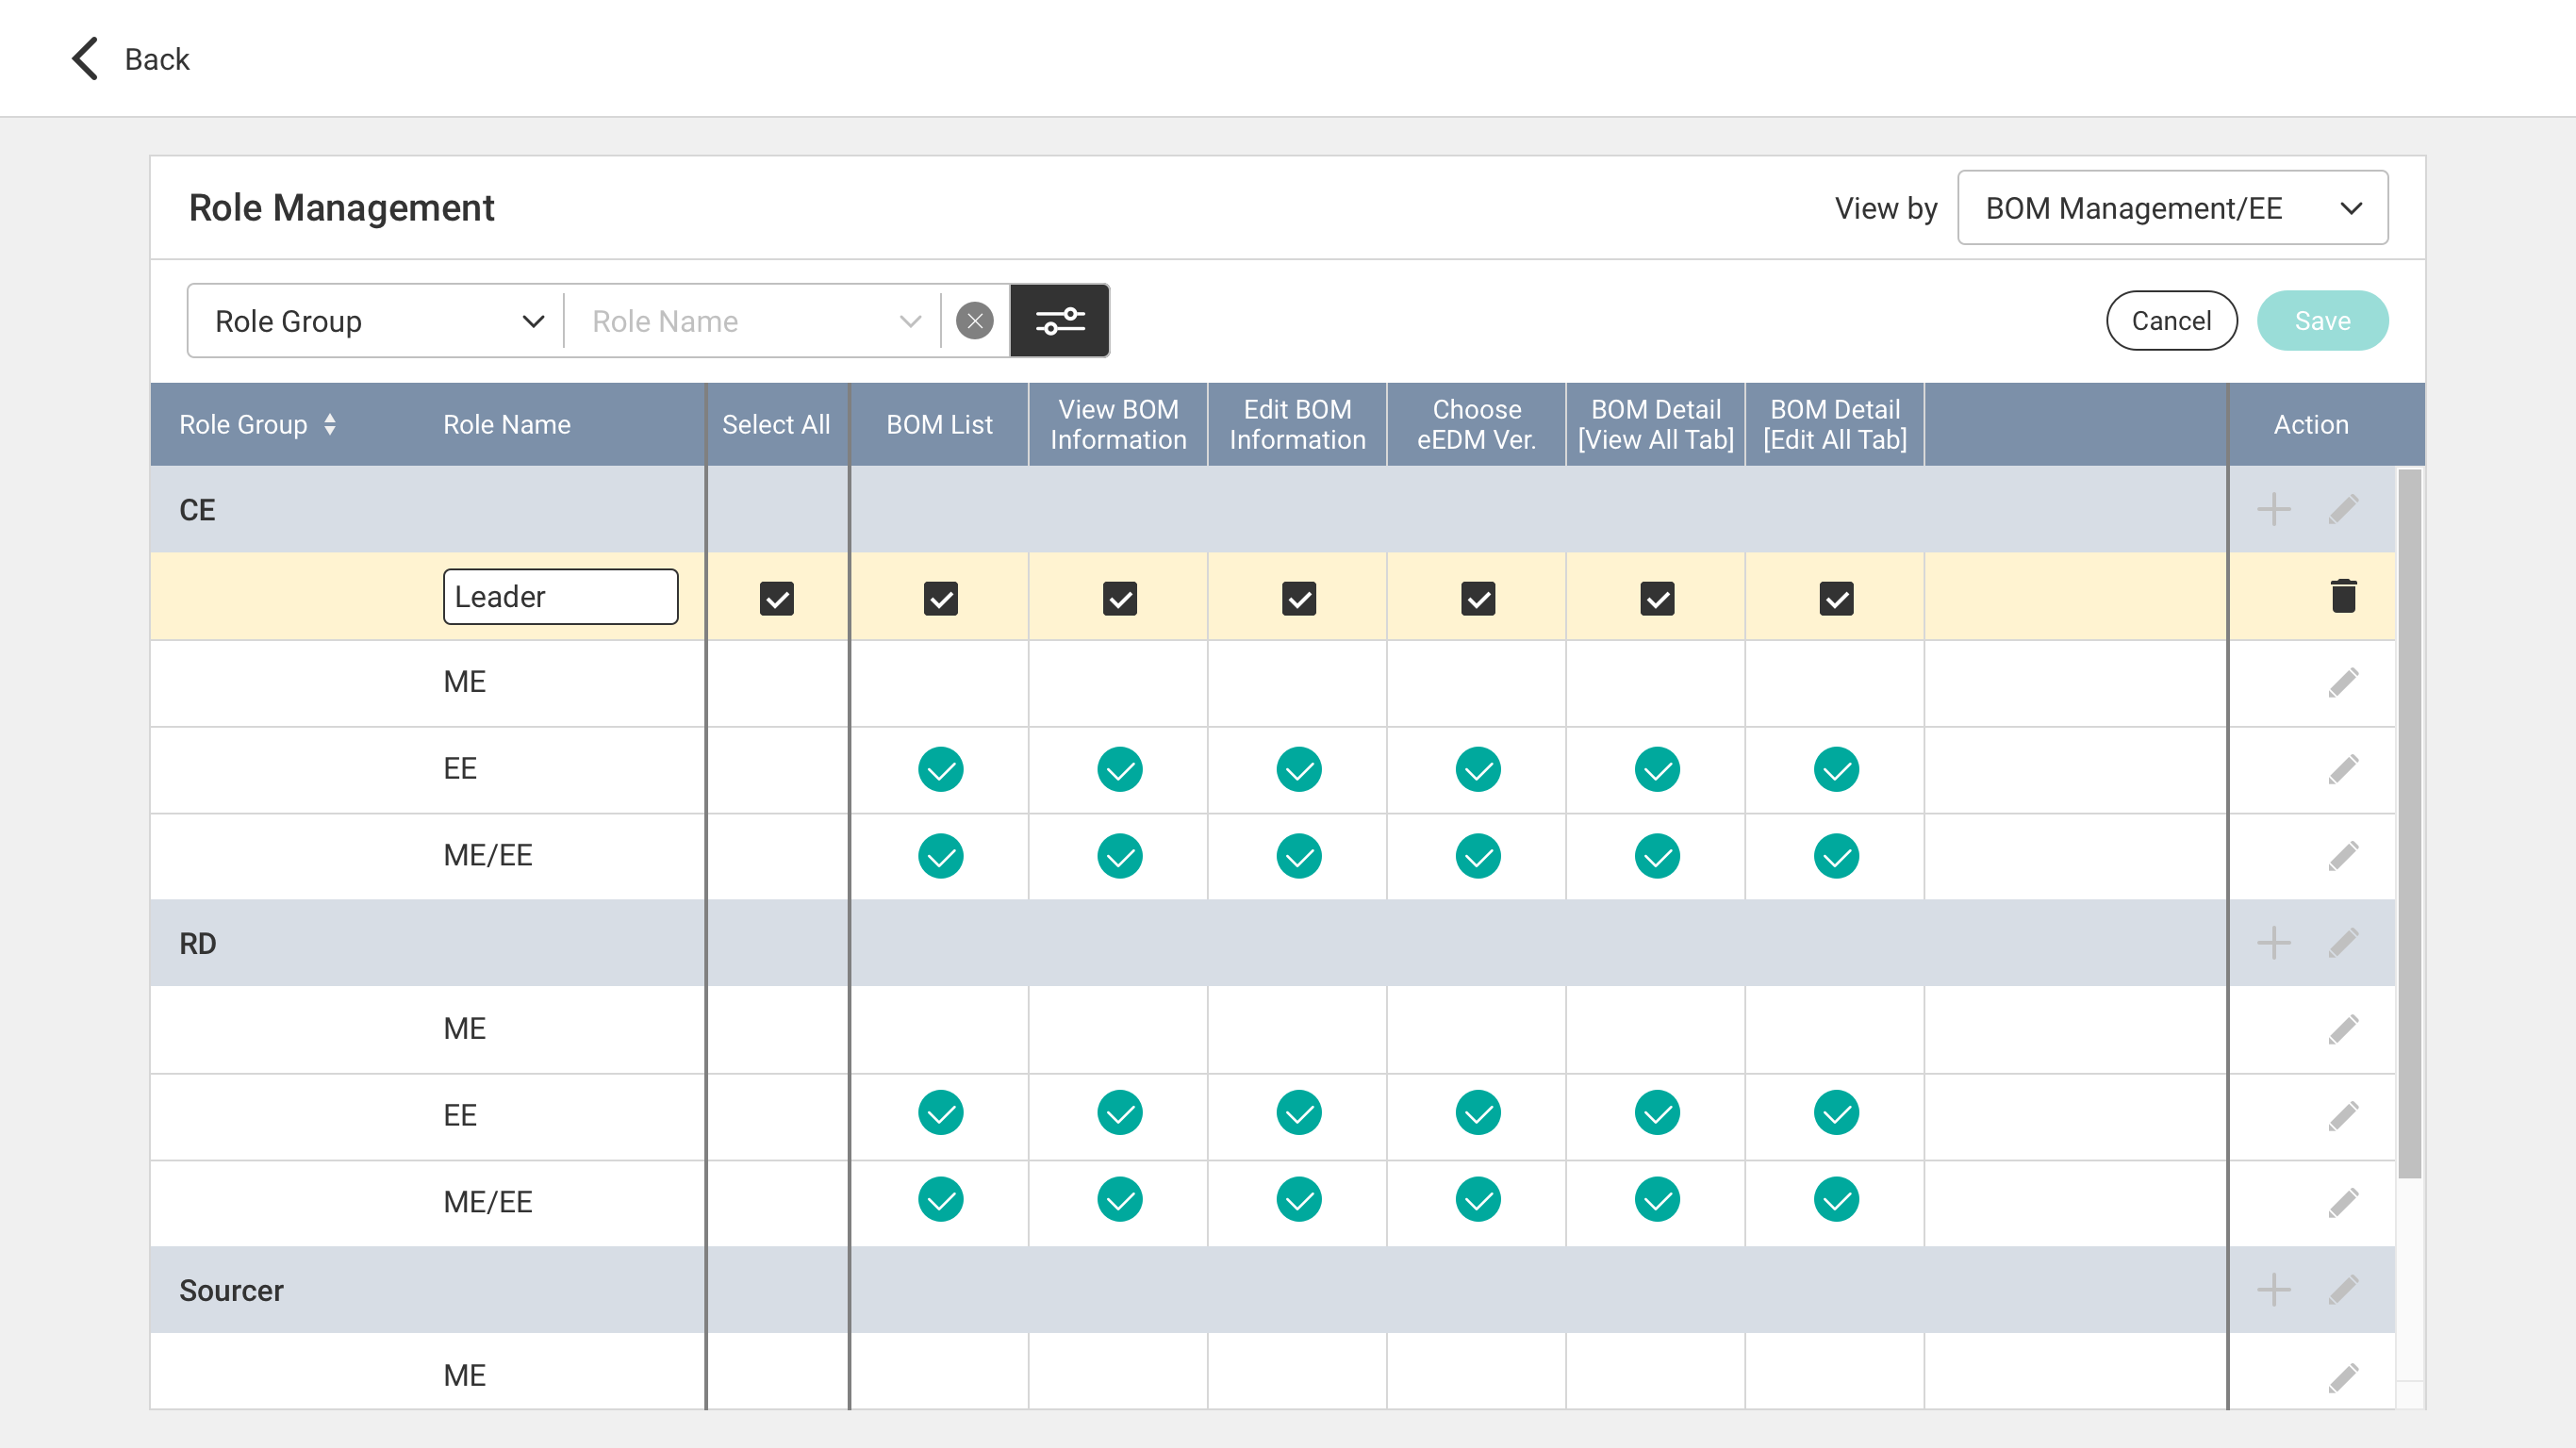 Back
Role Management
View by
BOM Management/EE
Role Group
Role Name
Cancel
Save
Role Group
Role Name
Select All
BOM List
View BOM
Information
Edit BOM
Information
Choose
eEDM Ver.
BOM Detail
[View All Tab]
BOM Detail
[Edit All Tab]
Action
CE
Leader
ME
EE
ME/EE
RD
ME
EE
ME/EE
Sourcer
ME